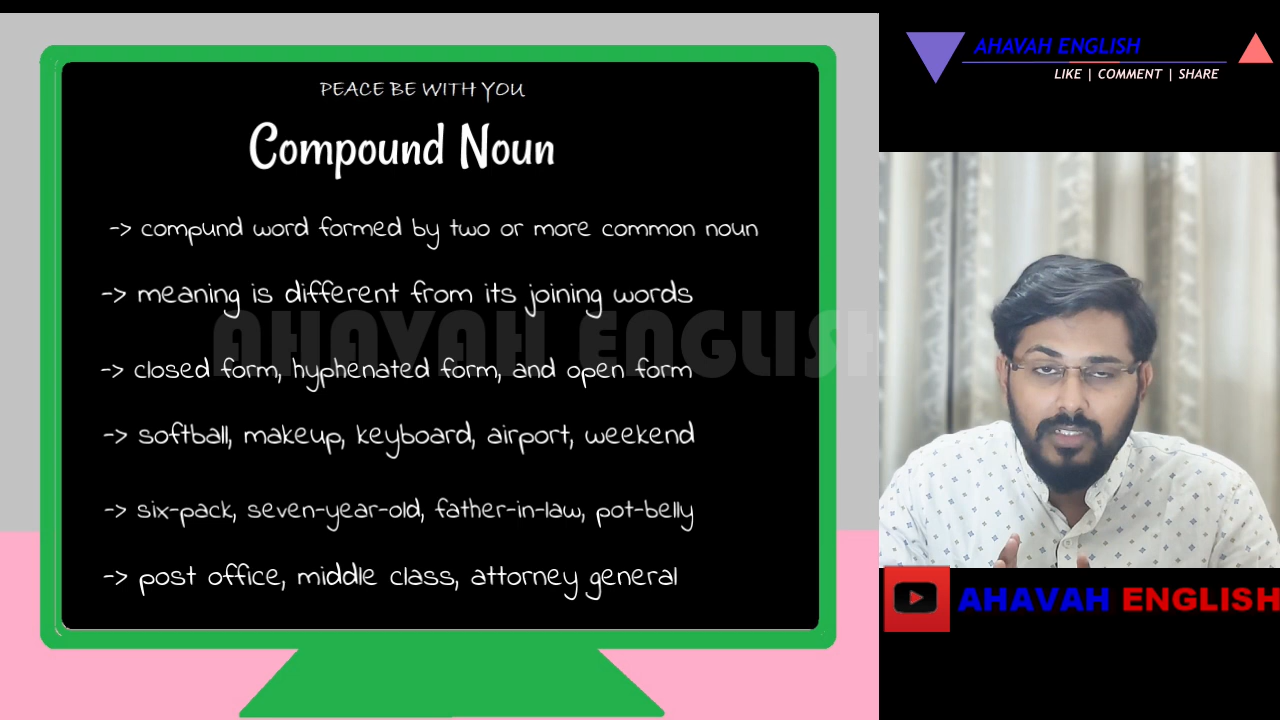 PEACE BE WITH YOU
Compound Noun
-> compund word formed by two or more common noun
-> meaning is different from its joining words
-> closed form, hyphenated form, and open form
-> softball, makeup, keyboard, airport, weekend
-> six-pack, seven-year-old, father-in-law, pot-belly
-> post office, middle class, attorney general
AHAVAH ENGLISH
AHAVAH ENGLISH
LIKE | COMMENT | SHARE
AHAVAH ENGLISH